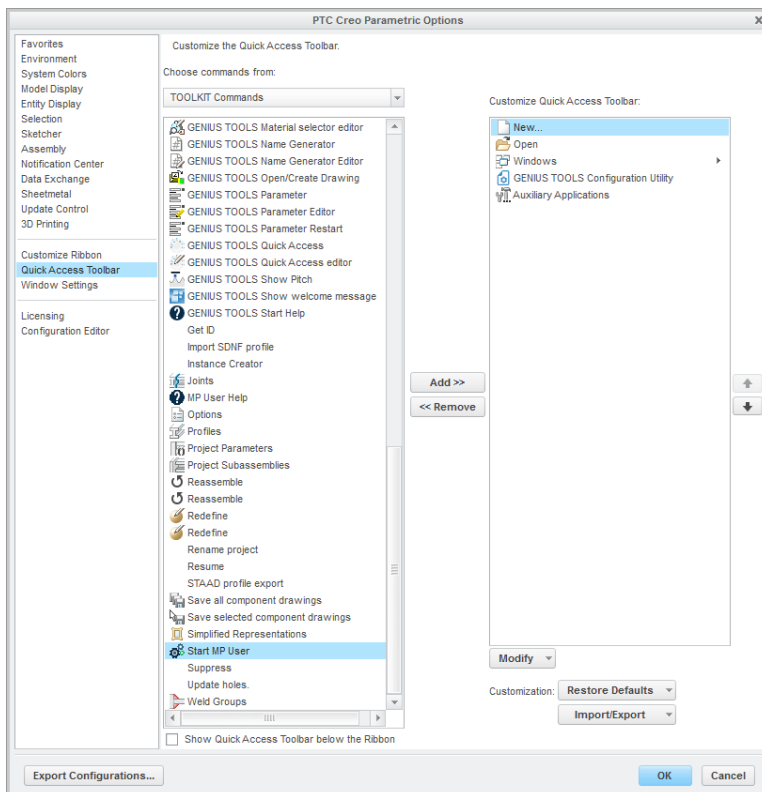 PTC Creo Parametric Options
Favorites
Environment
System Colors
Model Display
Entity Display
Selection
Sketcher
Assembly
Notification Center
Data Exchange
Sheetmetal
Update Control
3D Printing
Customize Ribbon
Quick Access Toolbar
Window Settings
Licensing
Configuration Editor
Customize the Quick Access Toolbar.
Choose commands from:
TOOLKIT Commands
GENIUS TOOLS Material selector editor
GENIUS TOOLS Name Generator
GENIUS TOOLS Name Generator Editor
GENIUS TOOLS Open/Create Drawing
GENIUS TOOLS Parameter
GENIUS TOOLS Parameter Editor
GENIUS TOOLS Parameter Restart
GENIUS TOOLS Quick Access
GENIUS TOOLS Quick Access editor
GENIUS TOOLS Show Pitch
GENIUS TOOLS Show welcome message
GENIUS TOOLS Start Help
Get ID
Import SDNF profile
Instance Creator
Joints
MP User Help
Options
Profiles
Project Parameters
Project Subassemblies
Reassemble
Reassemble
Redefine
Redefine
Rename project
Resume
STAAD profile export
Save all component drawings
Save selected component drawings
Simplified Representations
Start MP User
Suppress
Update holes.
Weld Groups
Show Quick Access Toolbar below the Ribbon
Add >>
<< Remove
Customize Quick Access Toolbar:
New...
Open
Windows
GENIUS TOOLS Configuration Utility
Auxiliary Applications
Modify
Customization: Restore Defaults
Import/Export
Export Configurations...
OK
Cancel